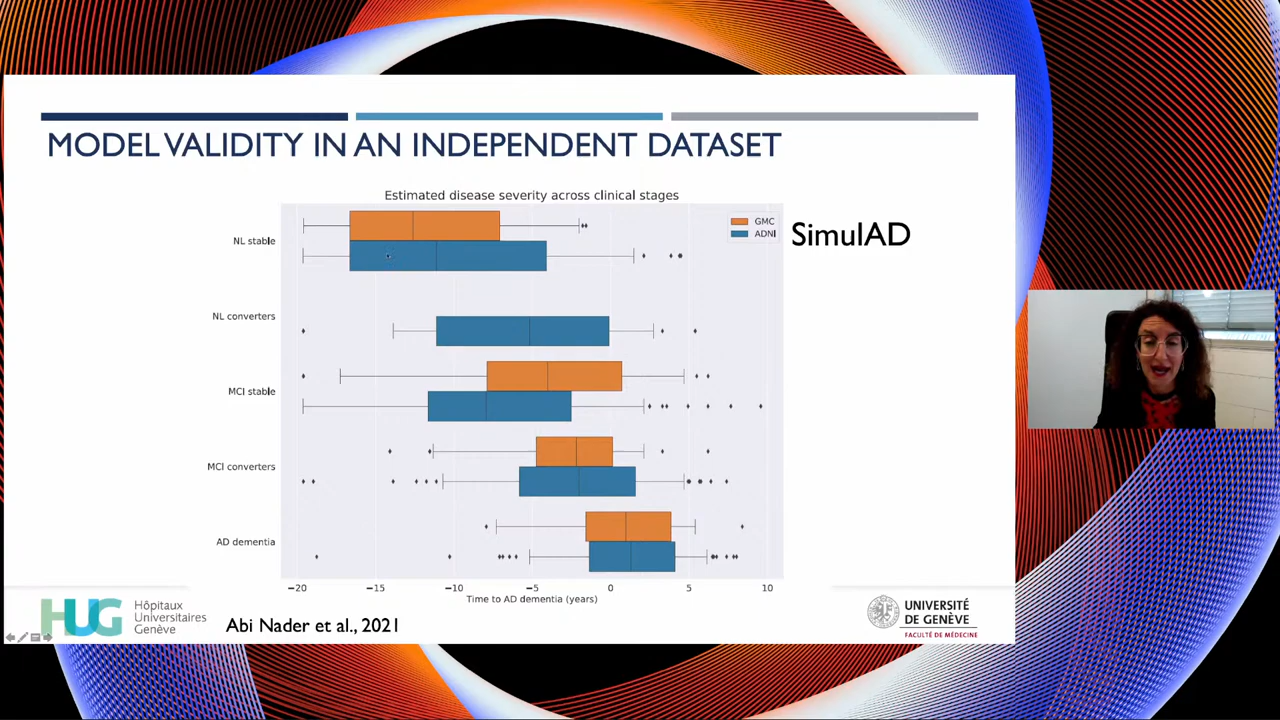 MODEL VALIDITY IN AN INDEPENDENT DATASET
Estimated disease severity across clinical stages
GMC
ADNI
SimulAD
NL stable
NL converters
MCI stable
MCI converters
AD dementia
−20 −15 −10 −5 0 5 10
Time to AD dementia (years)
HUG
Hôpitaux
Universitaires
Genève
Abi Nader et al., 2021
UNIVERSITÉ
DE GENÈVE
FACULTÉ DE MÉDECINE